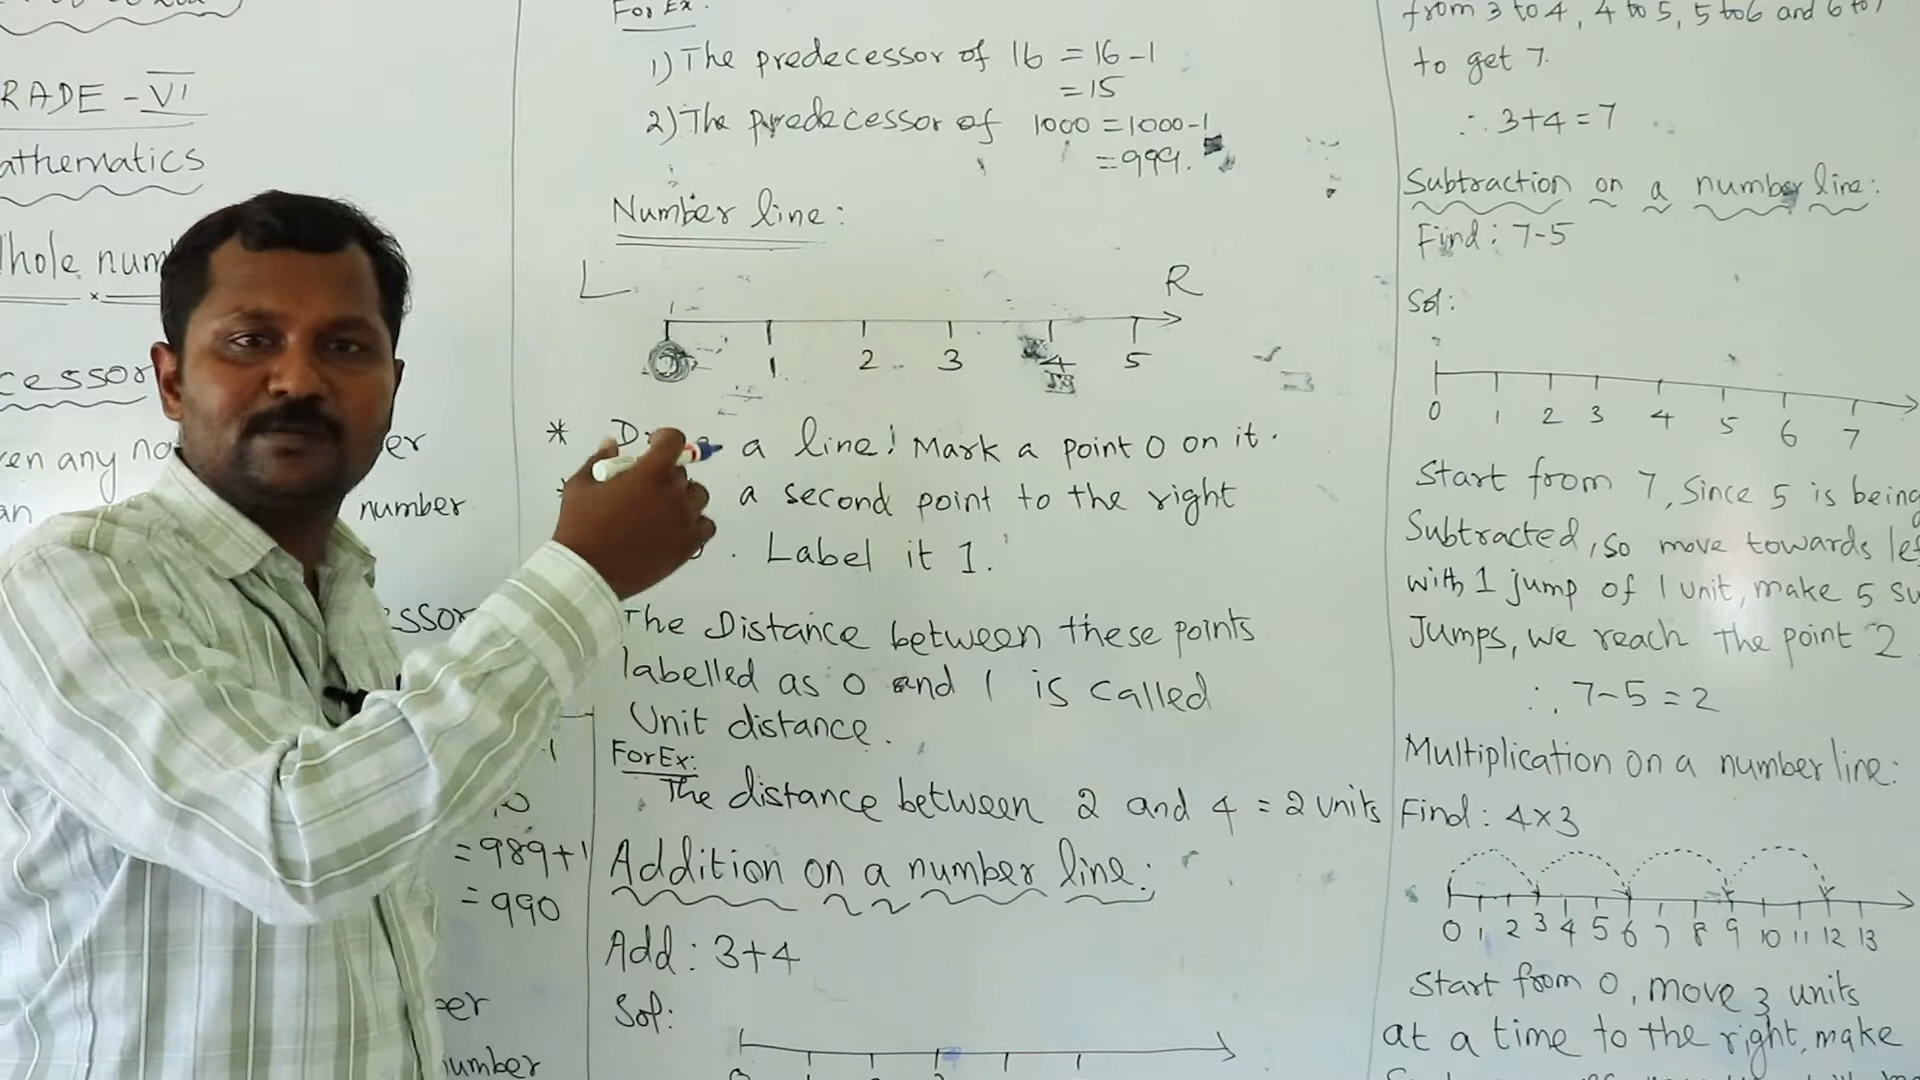 RADE - VI
athematics
hole num
cessor
en any na
er
an
number
essor
= 989+1
= 990
er
number
For Ex:
1) The predecessor of 16 = 16-1
= 15
2) The predecessor of 1000 = 1000-1
= 999.
Number line:
L R
0 1 2 3 4 5
* D a line! Mark a point 0 on it.
a second point to the right
. Label it 1.
The Distance between these points
labelled as 0 and 1 is called
Unit distance.
For Ex:
The distance between 2 and 4 = 2 units
Addition on a number line:
Add: 3+4
Sol:
from 3 to 4, 4 to 5, 5 to 6 and 6 to 7
to get 7.
∴ 3+4=7
Subtraction on a number line:
Find: 7-5
Sol:
0 1 2 3 4 5 6 7
Start from 7, Since 5 is being
Subtracted, so move towards lef
with 1 jump of 1 unit, make 5 su
Jumps, we reach the point 2
∴ 7-5=2
Multiplication on a number line:
Find: 4x3
0 1 2 3 4 5 6 7 8 9 10 11 12 13
Start from 0, move 3 units
at a time to the right, make